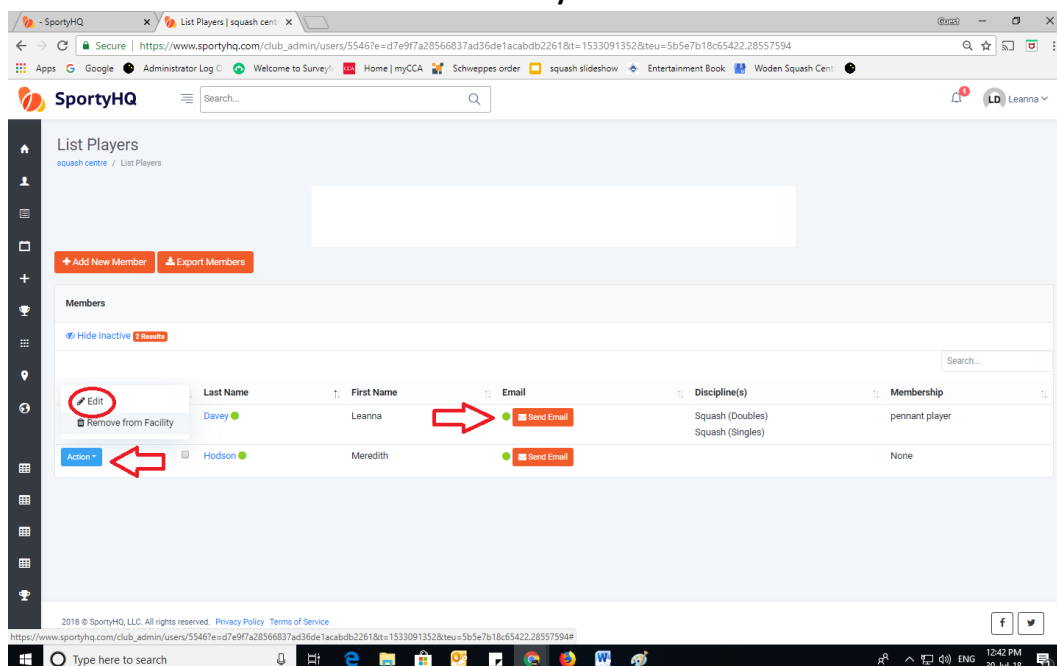 - SportyHQ
List Players | squash centr
Guest
Secure | https://www.sportyhq.com/club_admin/users/5546?e=d7e9f7a28566837ad36de1acabdb2261&t=1533091352&teu=5b5e7b18c65422.28557594
Apps Google Administrator Log O Welcome to Survey Home | myCCA Schweppes order squash slideshow Entertainment Book Woden Squash Cent
SportyHQ
Search...
1
LD Leanna
List Players
squash centre / List Players
+ Add New Member Export Members
Members
Hide Inactive 2 Results
Search...
Last Name First Name Email Discipline(s) Membership
Edit
Remove from Facility
Davey Leanna Send Email Squash (Doubles) pennant player
Squash (Singles)
Action Hodson Meredith Send Email None
2018 © SportyHQ, LLC. All rights reserved. Privacy Policy Terms of Service
https://www.sportyhq.com/club_admin/users/5546?e=d7e9f7a28566837ad36de1acabdb2261&t=1533091352&teu=5b5e7b18c65422.28557594#
Type here to search
ENG
12:42 PM
30-Jul-18